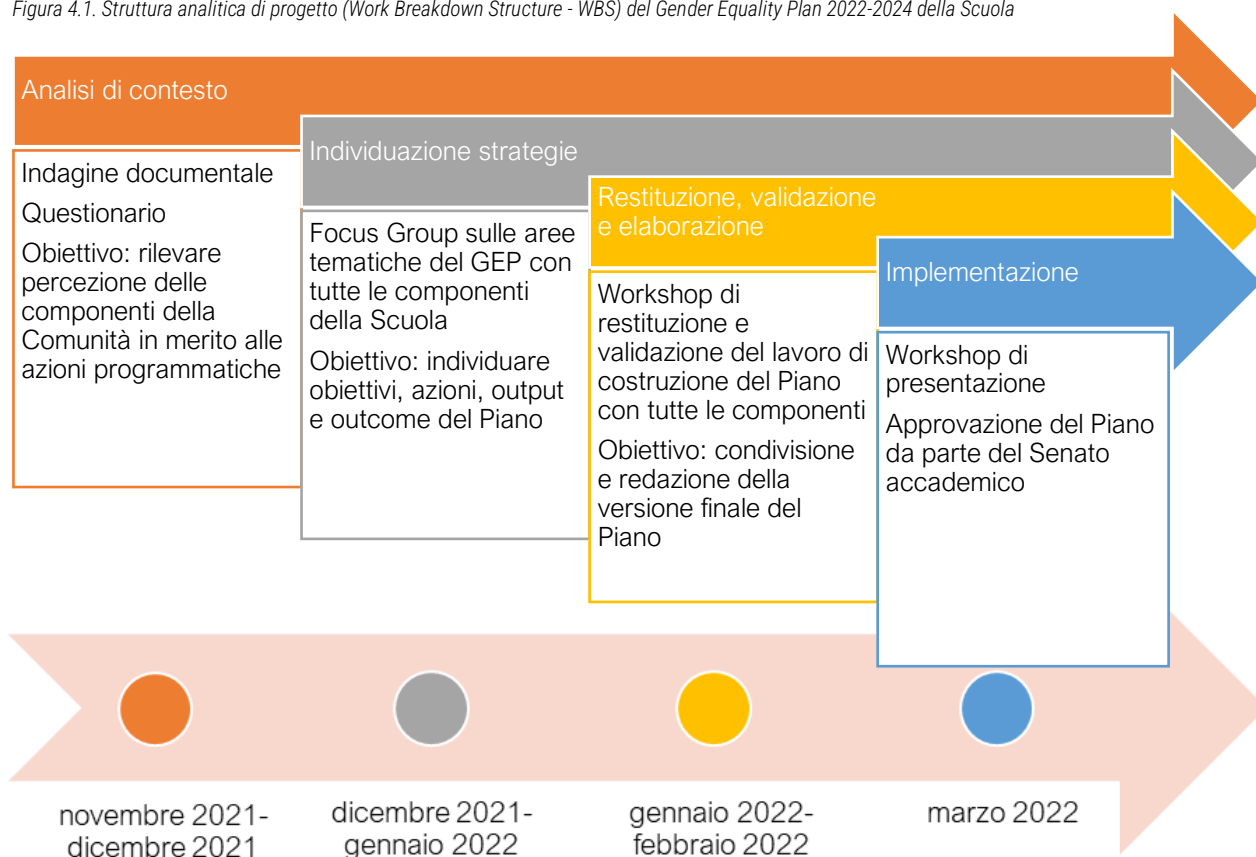 Figura 4.1. Struttura analitica di progetto (Work Breakdown Structure - WBS) del Gender Equality Plan 2022-2024 della Scuola
Analisi di contesto
Indagine documentale
Questionario
Obiettivo: rilevare
percezione delle
componenti della
Comunità in merito alle
azioni programmatiche
Individuazione strategie
Focus Group sulle aree
tematiche del GEP con
tutte le componenti
della Scuola
Obiettivo: individuare
obiettivi, azioni, output
e outcome del Piano
Restituzione, validazione
e elaborazione
Workshop di
restituzione e
validazione del lavoro di
costruzione del Piano
con tutte le componenti
Obiettivo: condivisione
e redazione della
versione finale del
Piano
Implementazione
Workshop di
presentazione
Approvazione del Piano
da parte del Senato
accademico
novembre 2021-
dicembre 2021
dicembre 2021-
gennaio 2022
gennaio 2022-
febbraio 2022
marzo 2022